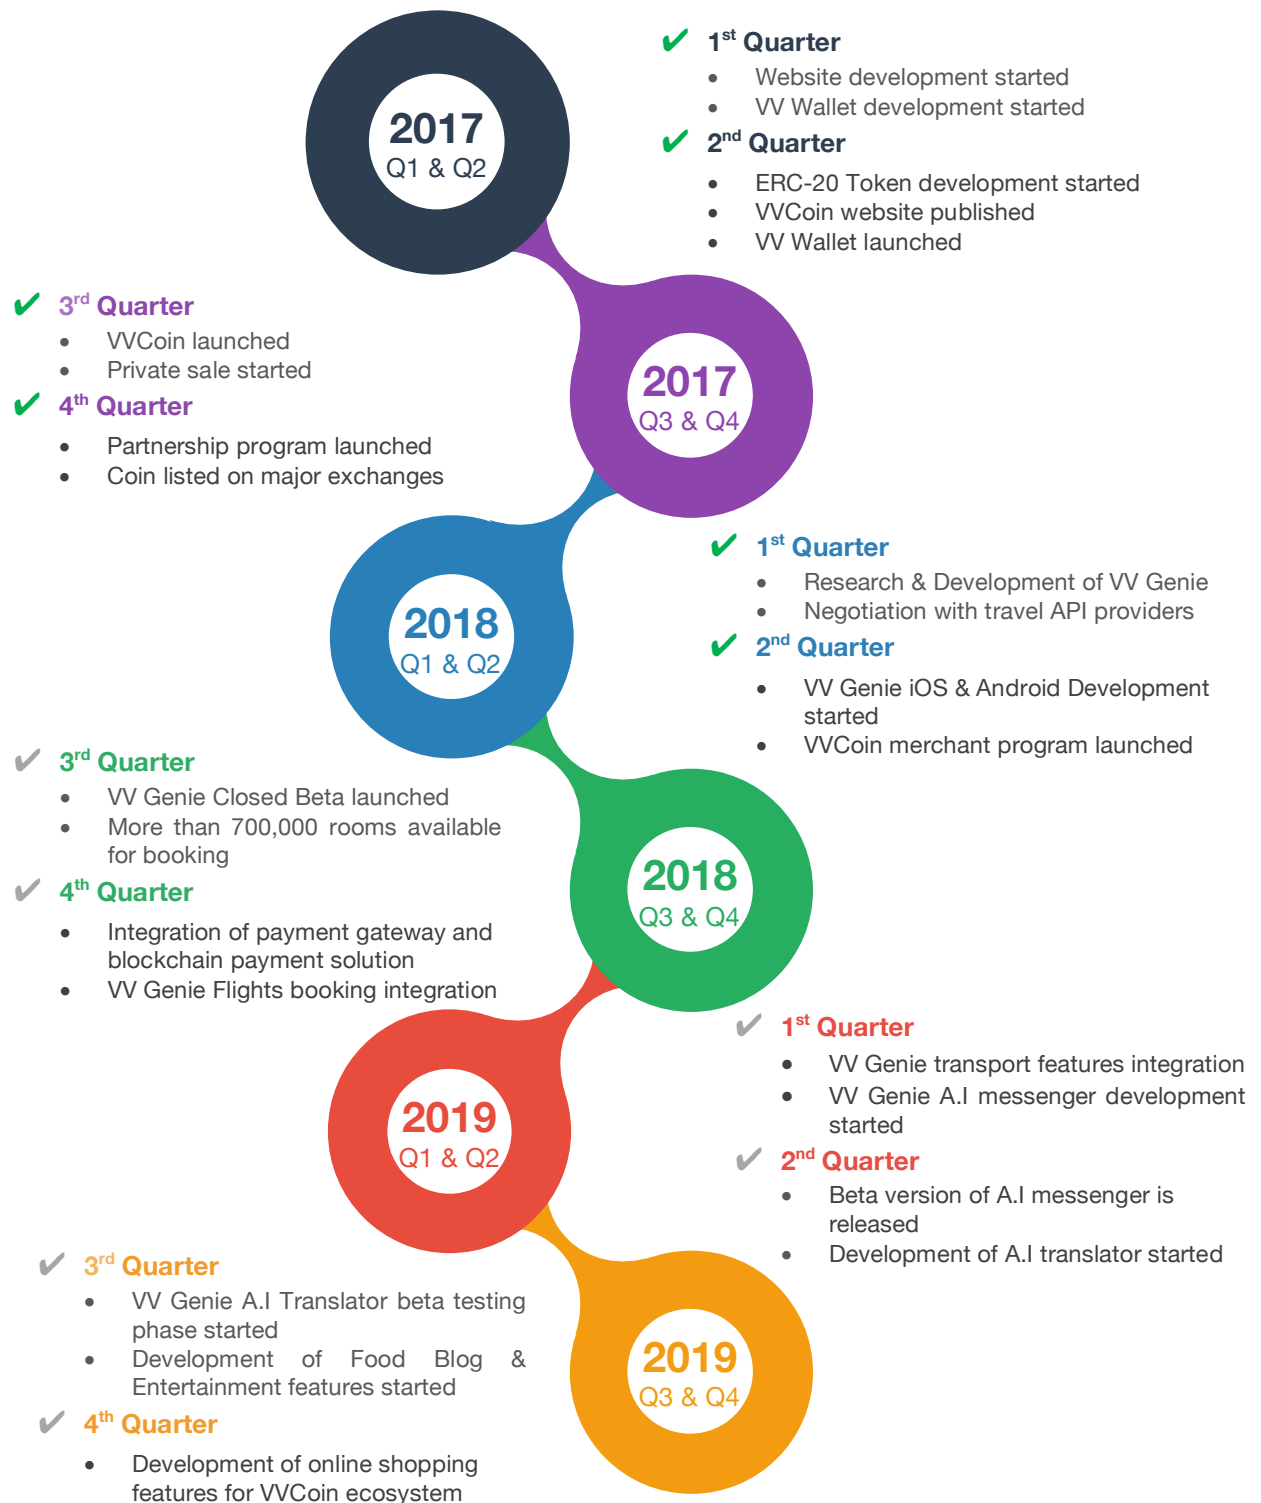 2017
Q1 & Q2
✔ 1st Quarter
• Website development started
• VV Wallet development started
✔ 2nd Quarter
• ERC-20 Token development started
• VVCoin website published
• VV Wallet launched
2017
Q3 & Q4
✔ 3rd Quarter
• VVCoin launched
• Private sale started
✔ 4th Quarter
• Partnership program launched
• Coin listed on major exchanges
2018
Q1 & Q2
✔ 1st Quarter
• Research & Development of VV Genie
• Negotiation with travel API providers
✔ 2nd Quarter
• VV Genie iOS & Android Development
started
• VVCoin merchant program launched
2018
Q3 & Q4
✔ 3rd Quarter
• VV Genie Closed Beta launched
• More than 700,000 rooms available
for booking
✔ 4th Quarter
• Integration of payment gateway and
blockchain payment solution
• VV Genie Flights booking integration
2019
Q1 & Q2
✔ 1st Quarter
• VV Genie transport features integration
• VV Genie A.I messenger development
started
✔ 2nd Quarter
• Beta version of A.I messenger is
released
• Development of A.I translator started
2019
Q3 & Q4
✔ 3rd Quarter
• VV Genie A.I Translator beta testing
phase started
• Development of Food Blog &
Entertainment features started
✔ 4th Quarter
• Development of online shopping
features for VVCoin ecosystem